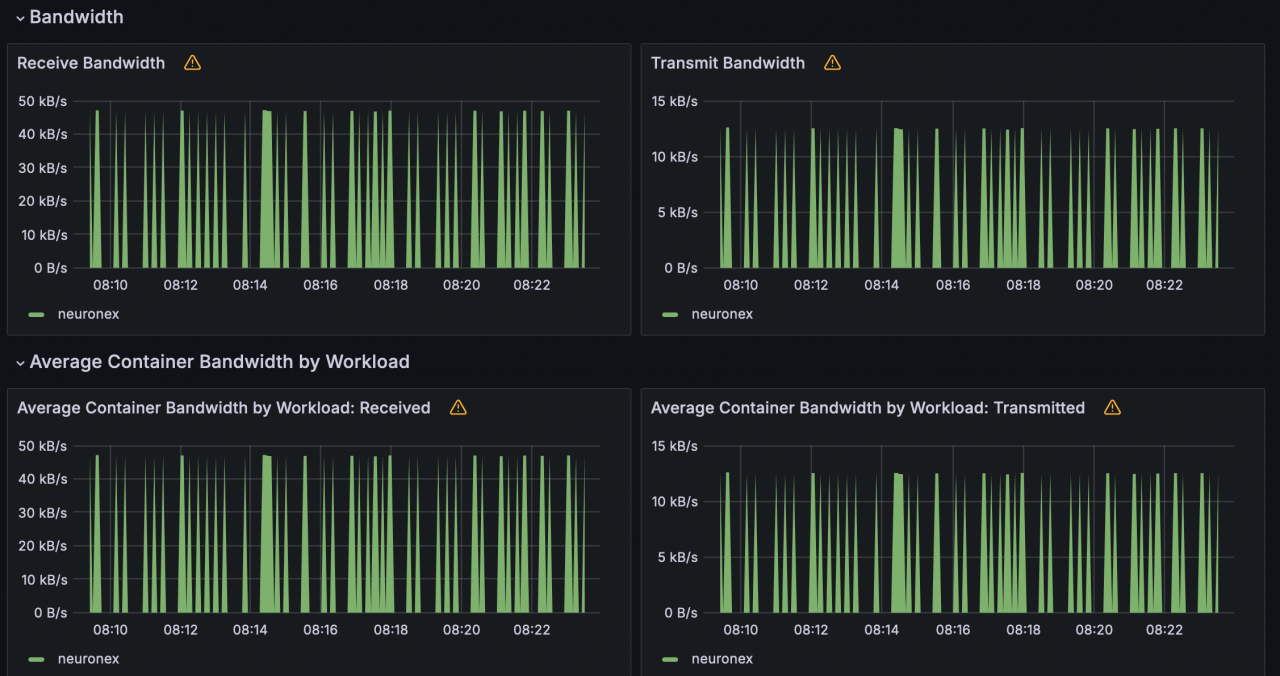 Bandwidth
Receive Bandwidth
50 kB/s
40 kB/s
30 kB/s
20 kB/s
10 kB/s
0 B/s
08:10 08:12 08:14 08:16 08:18 08:20 08:22
neuronex
Transmit Bandwidth
15 kB/s
10 kB/s
5 kB/s
0 B/s
08:10 08:12 08:14 08:16 08:18 08:20 08:22
neuronex
Average Container Bandwidth by Workload
Average Container Bandwidth by Workload: Received
50 kB/s
40 kB/s
30 kB/s
20 kB/s
10 kB/s
0 B/s
08:10 08:12 08:14 08:16 08:18 08:20 08:22
neuronex
Average Container Bandwidth by Workload: Transmitted
15 kB/s
10 kB/s
5 kB/s
0 B/s
08:10 08:12 08:14 08:16 08:18 08:20 08:22
neuronex